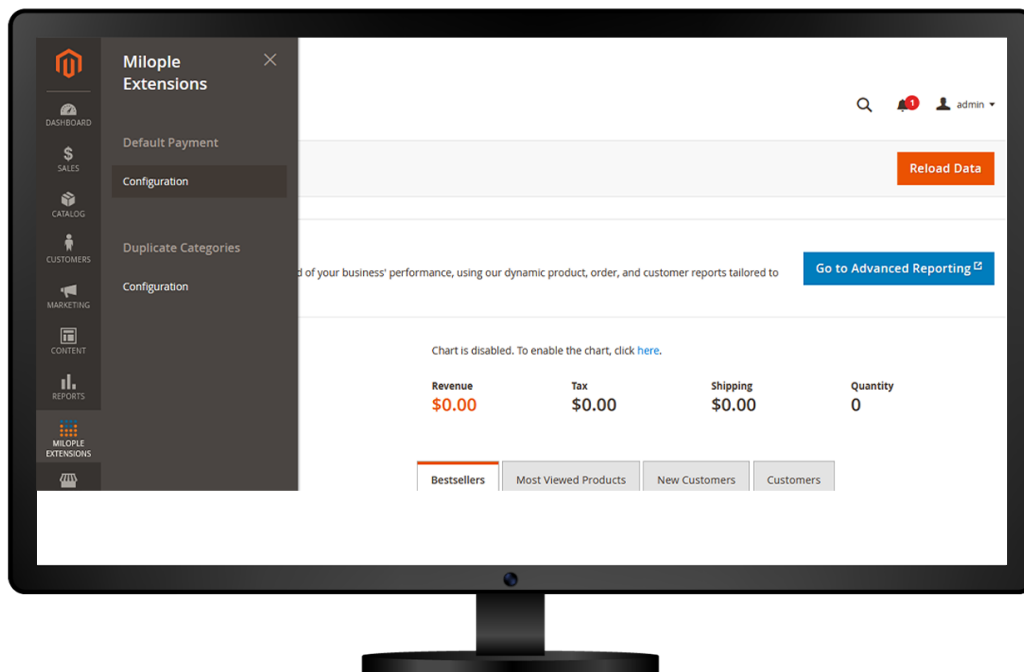 Milople
Extensions
DASHBOARD
SALES
CATALOG
CUSTOMERS
MARKETING
CONTENT
REPORTS
MILOPLE
EXTENSIONS
Default Payment
Configuration
Duplicate Categories
Configuration
1
admin
Reload Data
of your business' performance, using our dynamic product, order, and customer reports tailored to
Go to Advanced Reporting
Chart is disabled. To enable the chart, click here.
Revenue Tax Shipping Quantity
$0.00 $0.00 $0.00 0
Bestsellers Most Viewed Products New Customers Customers